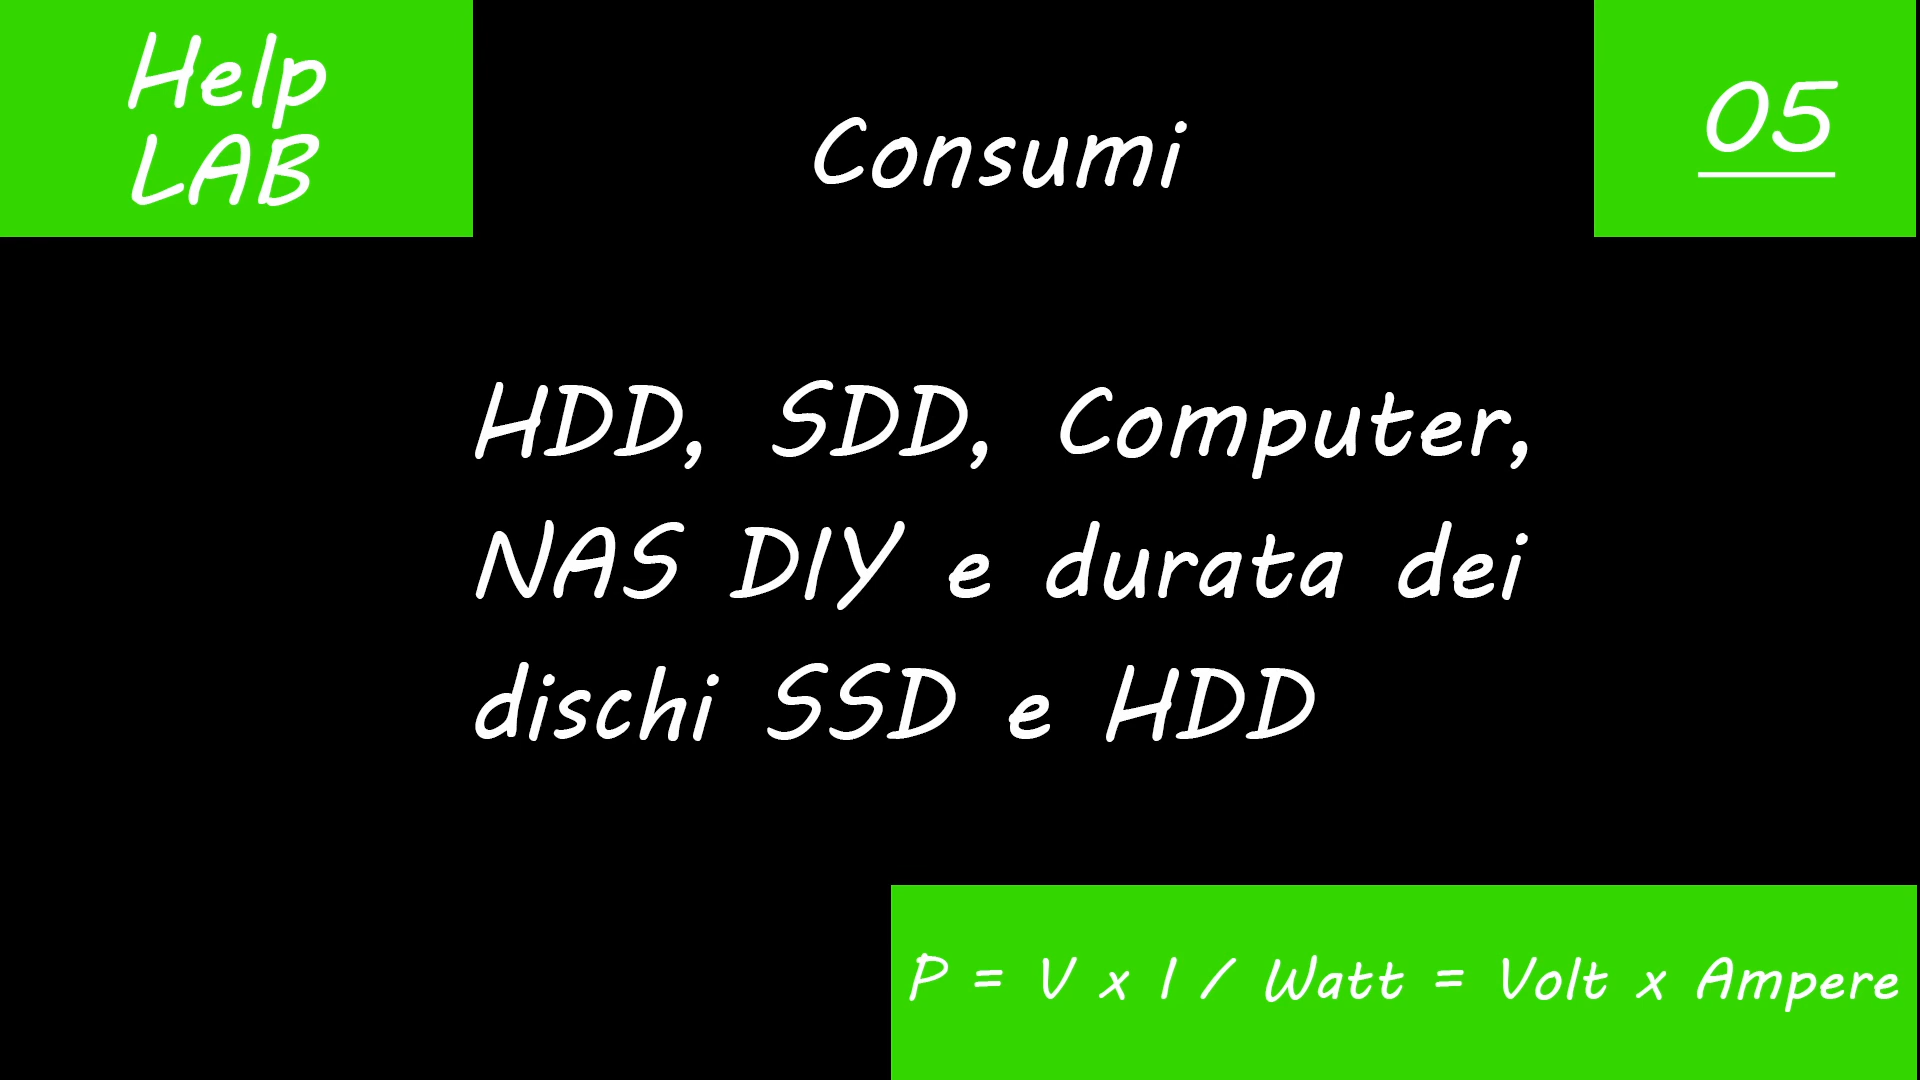 Help
LAB
Consumi
05
HDD, SDD, Computer,
NAS DIY e durata dei
dischi SSD e HDD
P = V x I / Watt = Volt x Ampere